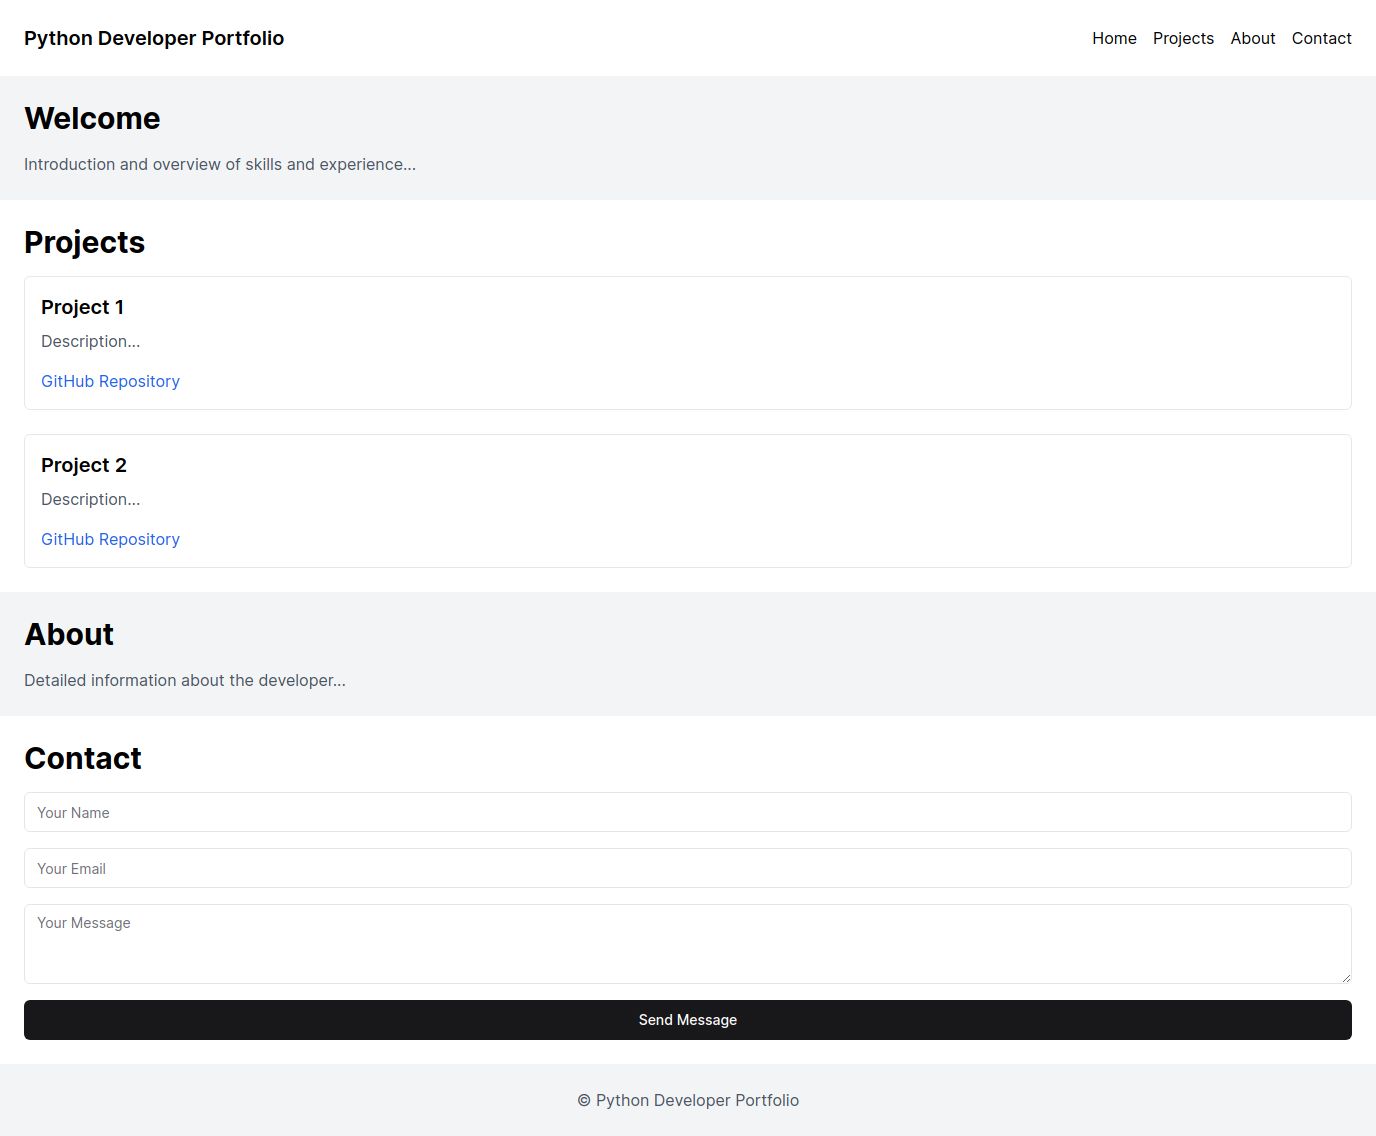 Python Developer Portfolio
Home Projects About Contact
Welcome
Introduction and overview of skills and experience...
Projects
Project 1
Description...
GitHub Repository
Project 2
Description...
GitHub Repository
About
Detailed information about the developer...
Contact
Your Name
Your Email
Your Message
Send Message
© Python Developer Portfolio